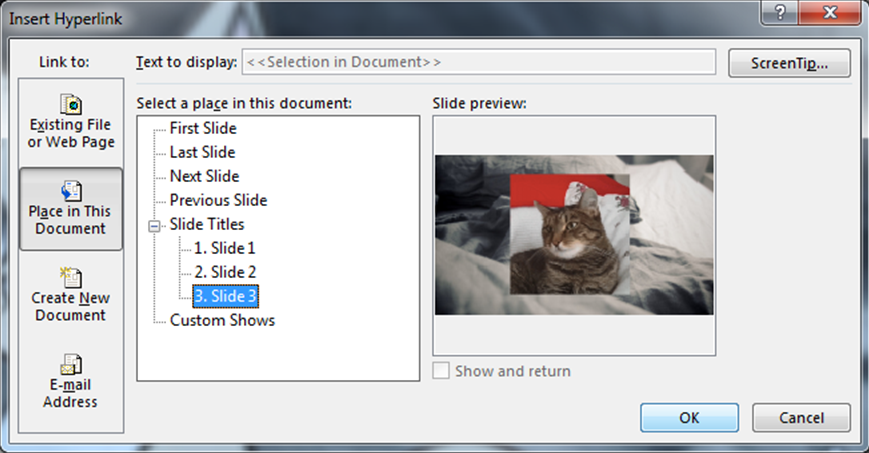 Insert Hyperlink
?
Link to:
Text to display:
<<Selection in Document>>
ScreenTip...
Existing File
or Web Page
Place in This
Document
Create New
Document
E-mail
Address
Select a place in this document:
First Slide
Last Slide
Next Slide
Previous Slide
Slide Titles
1. Slide 1
2. Slide 2
3. Slide 3
Custom Shows
Slide preview:
Show and return
OK
Cancel